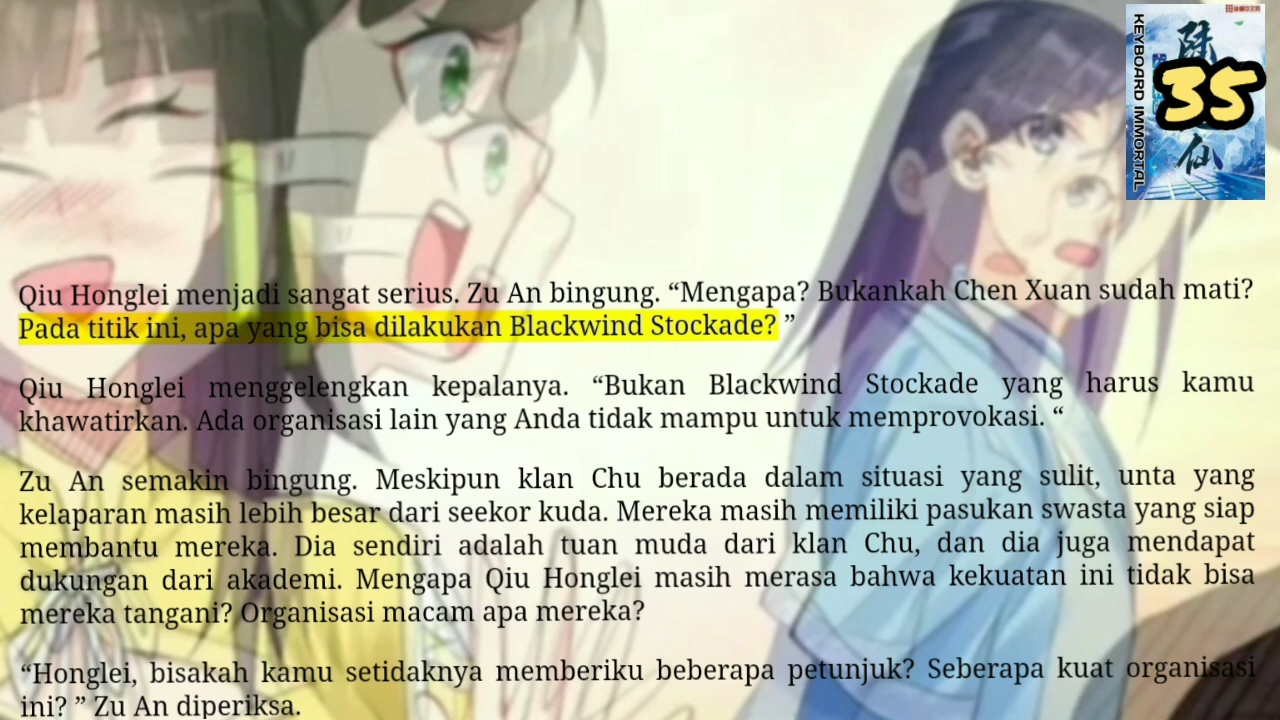 陆
35
仙
KEYBOARD IMMORTAL
Qiu Honglei menjadi sangat serius. Zu An bingung. “Mengapa? Bukankah Chen Xuan sudah mati?
Pada titik ini, apa yang bisa dilakukan Blackwind Stockade? ”
Qiu Honglei menggelengkan kepalanya. “Bukan Blackwind Stockade yang harus kamu
khawatirkan. Ada organisasi lain yang Anda tidak mampu untuk memprovokasi. “
Zu An semakin bingung. Meskipun klan Chu berada dalam situasi yang sulit, unta yang
kelaparan masih lebih besar dari seekor kuda. Mereka masih memiliki pasukan swasta yang siap
membantu mereka. Dia sendiri adalah tuan muda dari klan Chu, dan dia juga mendapat
dukungan dari akademi. Mengapa Qiu Honglei masih merasa bahwa kekuatan ini tidak bisa
mereka tangani? Organisasi macam apa mereka?
“Honglei, bisakah kamu setidaknya memberiku beberapa petunjuk? Seberapa kuat organisasi
ini? ” Zu An diperiksa.